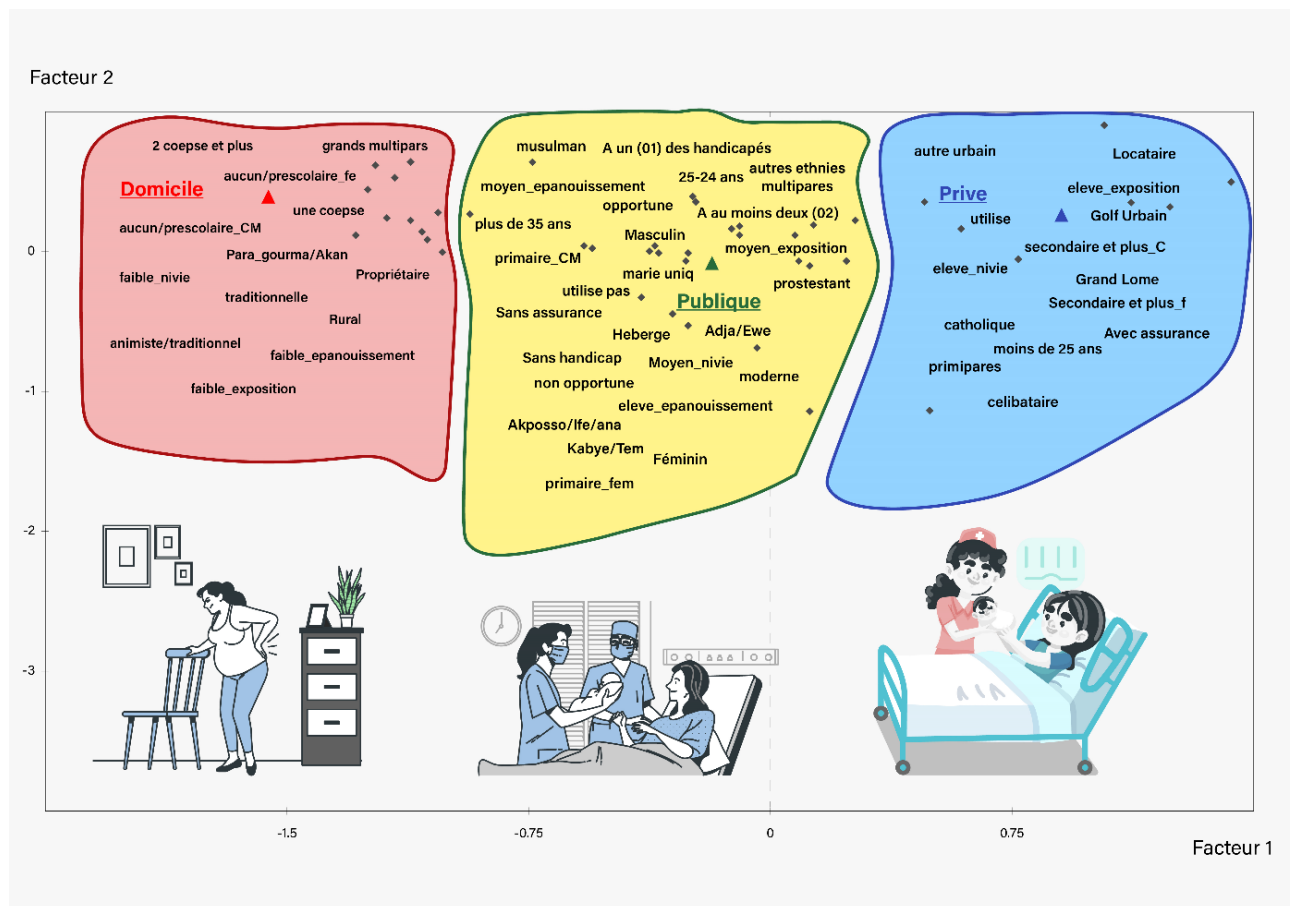 Facteur 2
2 coepse et plus
grands multipars
aucun/prescolaire_fe
Domicile
une coepse
aucun/prescolaire_CM
Para_gourma/Akan
faible_nivie
Propriétaire
traditionnelle
Rural
animiste/traditionnel
faible_epanouissement
faible_exposition
musulman
A un (01) des handicapés
autres ethnies
25-24 ans
moyen_epanouissement
multipares
opportune
A au moins deux (02)
plus de 35 ans
Masculin
moyen_exposition
primaire_CM
marie uniq
prostestant
utilise pas
Publique
Sans assurance
Heberge
Adja/Ewe
Sans handicap
Moyen_nivie
moderne
non opportune
eleve_epanouissement
Akposso/Ife/ana
Kabye/Tem
Féminin
primaire_fem
autre urbain
Locataire
Prive
eleve_exposition
utilise
Golf Urbain
secondaire et plus_C
eleve_nivie
Grand Lome
Secondaire et plus_f
catholique
Avec assurance
moins de 25 ans
primipares
celibataire
0
-1
-2
-3
-1.5
-0.75
0
0.75
Facteur 1